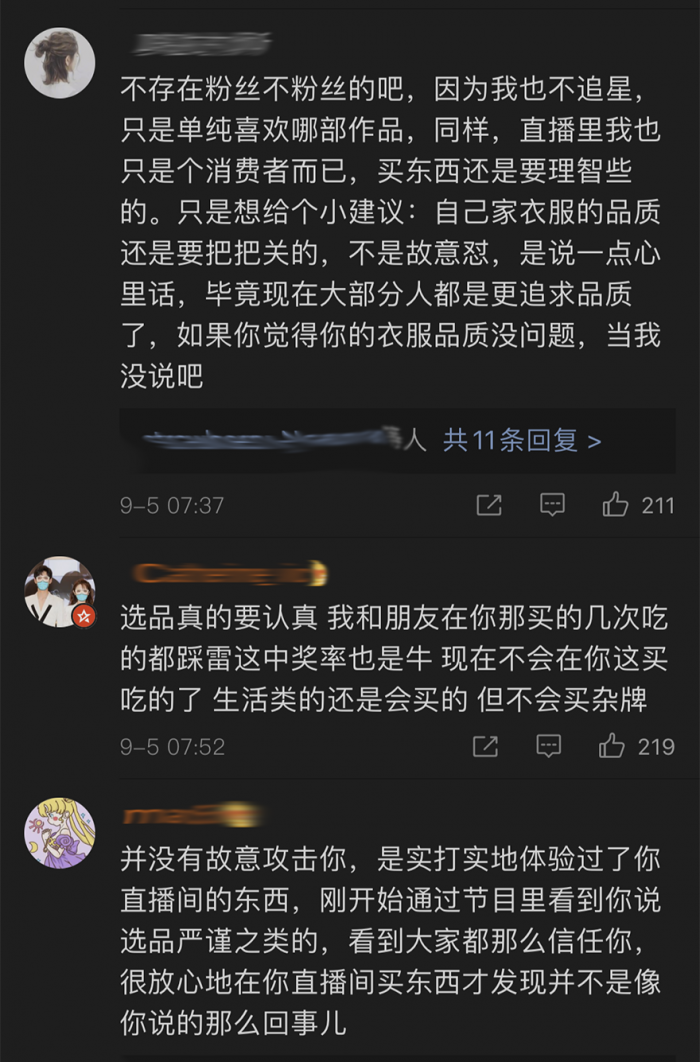 不存在粉丝不粉丝的吧，因为我也不追星，
只是单纯喜欢哪部作品，同样，直播里我也
只是个消费者而已，买东西还是要理智些
的。只是想给个小建议：自己家衣服的品质
还是要把把关的，不是故意怼，是说一点心
里话，毕竟现在大部分人都是更追求品质
了，如果你觉得你的衣服品质没问题，当我
没说吧
人 共11条回复 >
9-5 07:37 211
选品真的要认真 我和朋友在你那买的几次吃
的都踩雷这中奖率也是牛 现在不会在你这买
吃的了 生活类的还是会买的 但不会买杂牌
9-5 07:52 219
并没有故意攻击你，是实打实地体验过了你
直播间的东西，刚开始通过节目里看到你说
选品严谨之类的，看到大家都那么信任你，
很放心地在你直播间买东西才发现并不是像
你说的那么回事儿